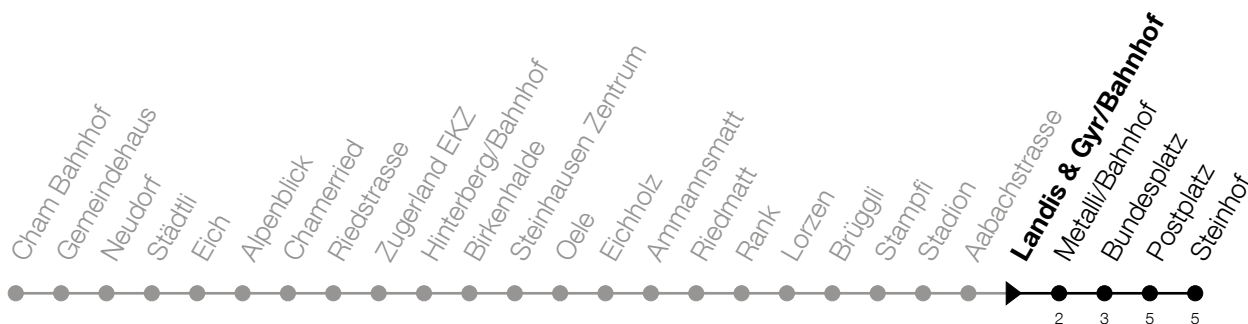 Cham Bahnhof
Gemeindehaus
Neudorf
Städtli
Eich
Alpenblick
Chamerried
Riedstrasse
Zugerland EKZ
Hinterberg/Bahnhof
Birkenhalde
Steinhausen Zentrum
Oele
Eichholz
Ammannsmatt
Riedmatt
Rank
Lorzen
Brüggli
Stampfi
Stadion
Aabachstrasse
Landis & Gyr/Bahnhof
Metalli/Bahnhof
Bundesplatz
Postplatz
Steinhof
2 3 5 5